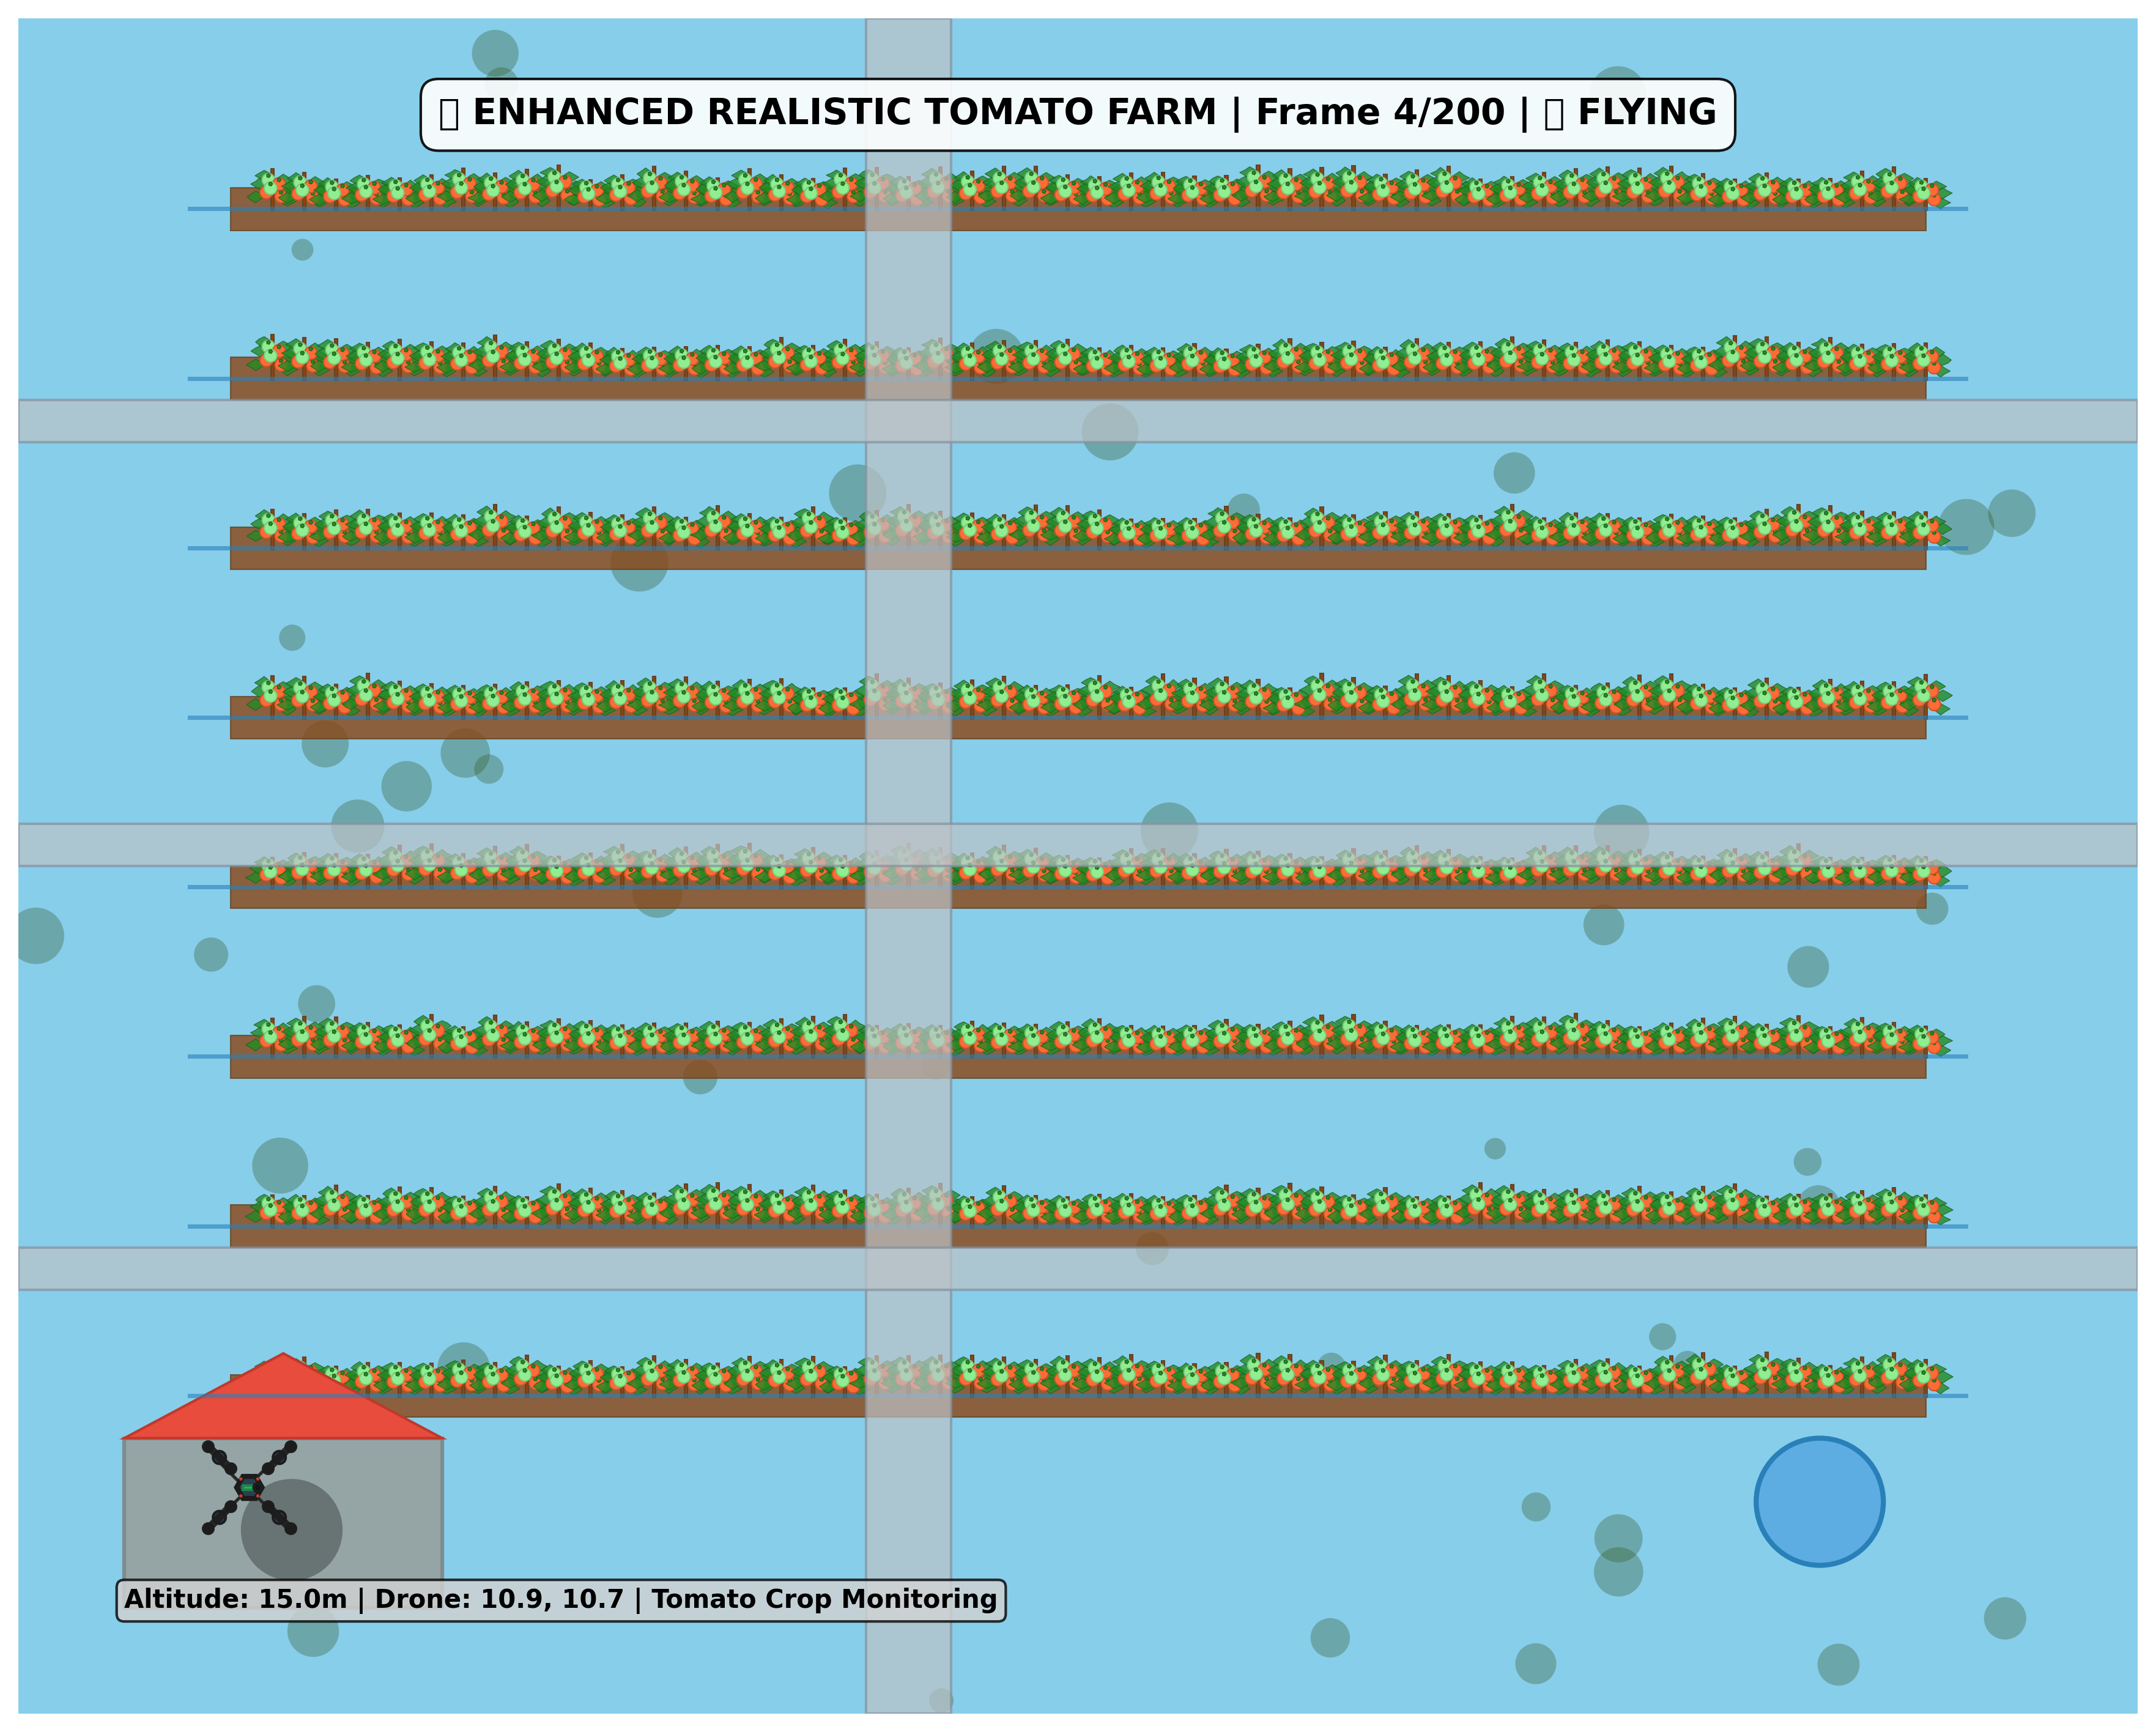 ▯ ENHANCED REALISTIC TOMATO FARM | Frame 4/200 | ▯ FLYING
Altitude: 15.0m | Drone: 10.9, 10.7 | Tomato Crop Monitoring